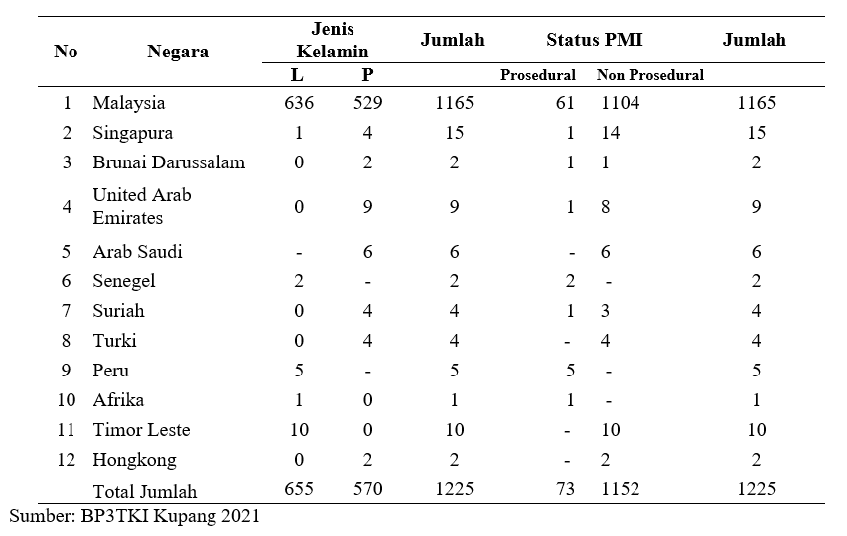 No Negara Jenis Kelamin Jumlah Status PMI Jumlah
L P Prosedural Non Prosedural
1 Malaysia 636 529 1165 61 1104 1165
2 Singapura 1 4 15 1 14 15
3 Brunai Darussalam 0 2 2 1 1 2
4 United Arab Emirates 0 9 9 1 8 9
5 Arab Saudi - 6 6 - 6 6
6 Senegel 2 - 2 2 - 2
7 Suriah 0 4 4 1 3 4
8 Turki 0 4 4 - 4 4
9 Peru 5 - 5 5 - 5
10 Afrika 1 0 1 1 - 1
11 Timor Leste 10 0 10 - 10 10
12 Hongkong 0 2 2 - 2 2
Total Jumlah 655 570 1225 73 1152 1225
Sumber: BP3TKI Kupang 2021